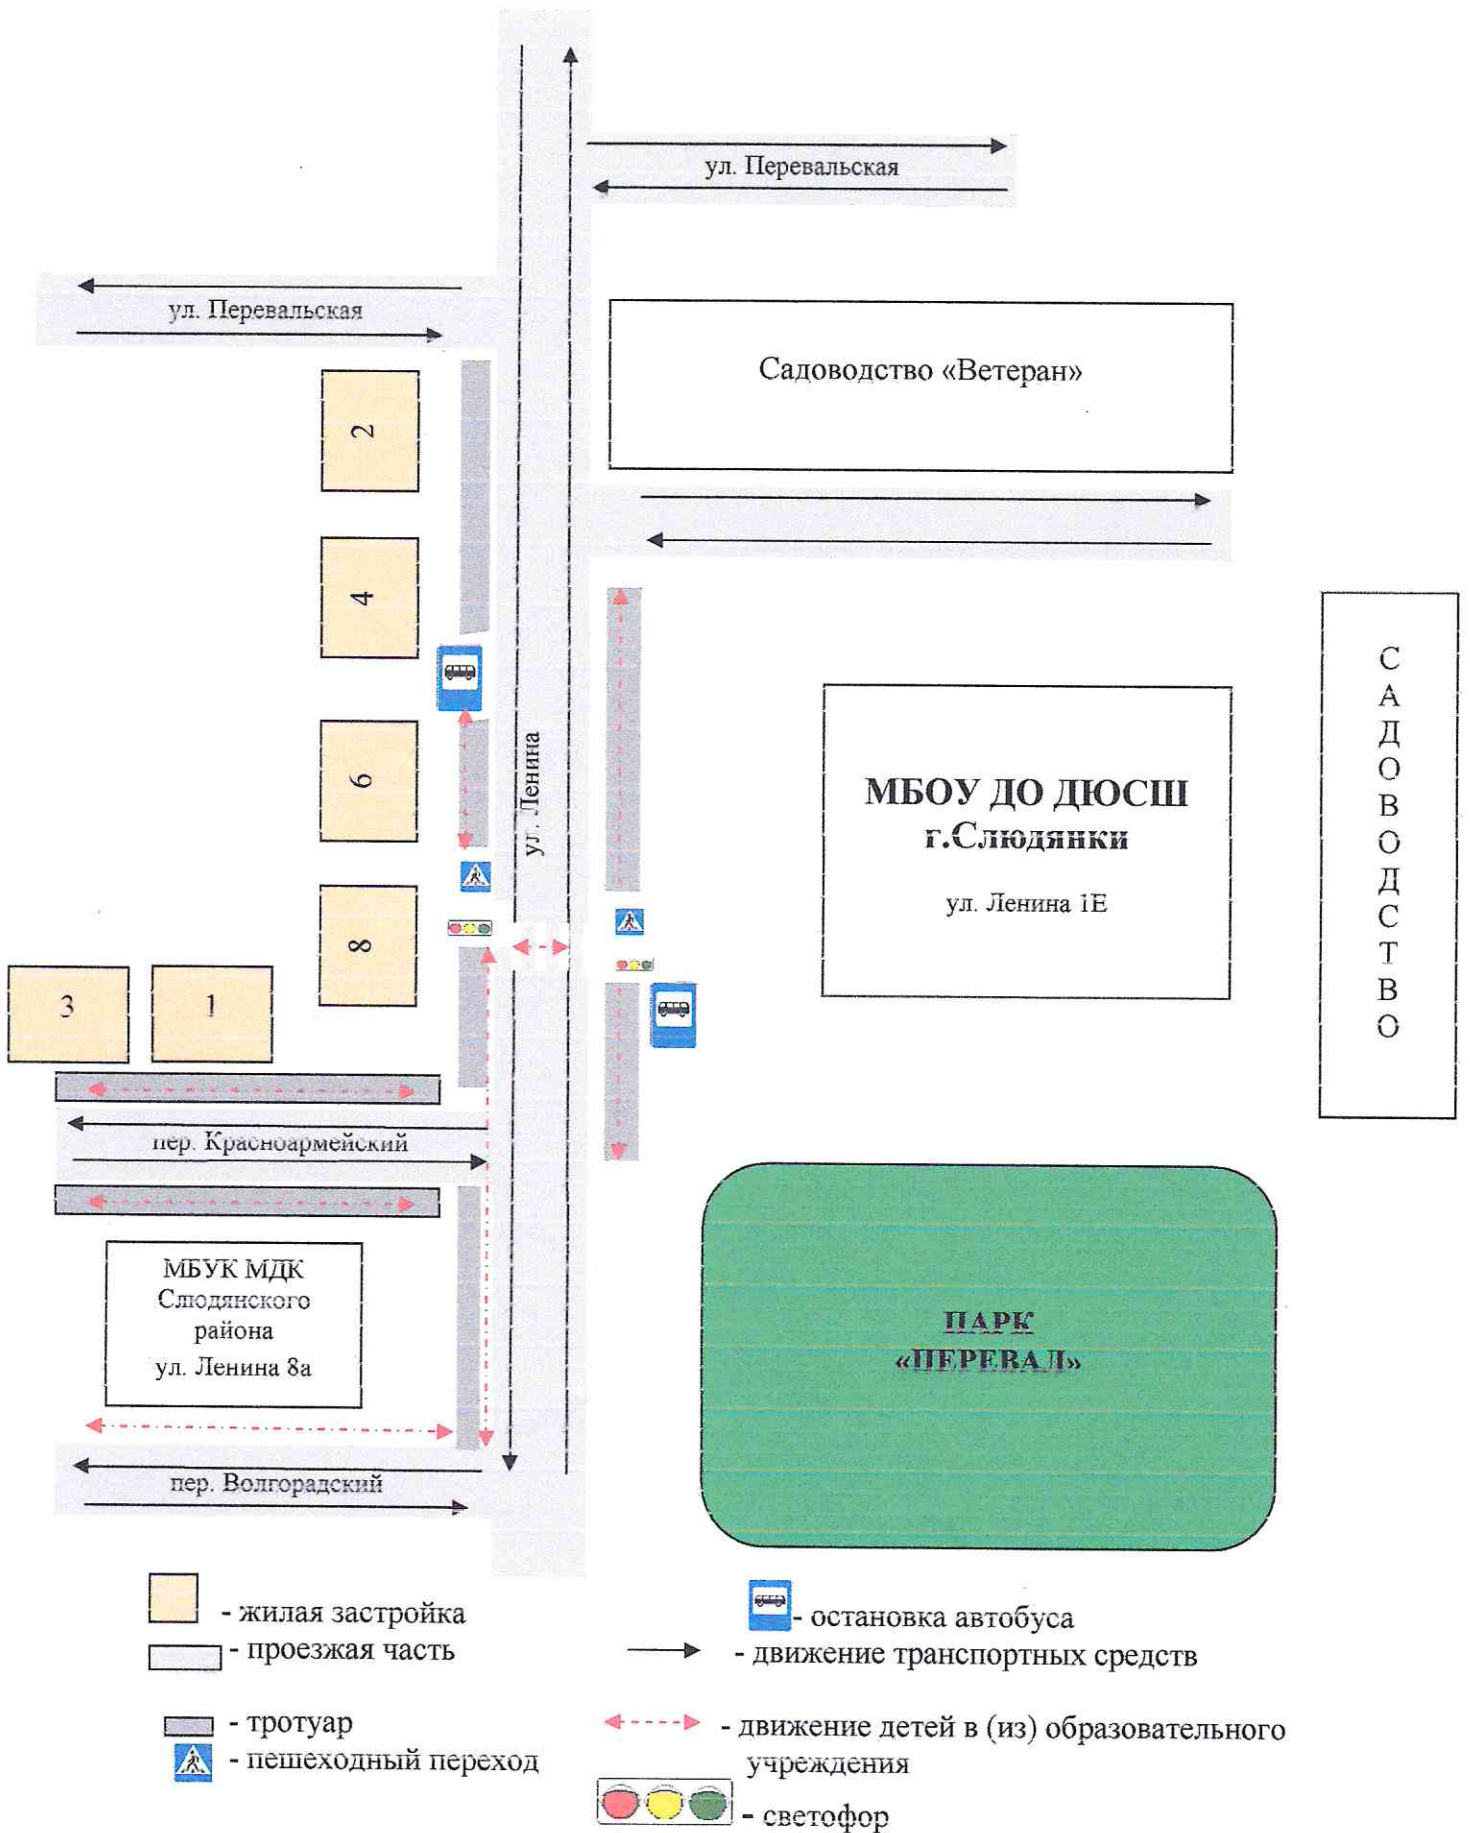 ул. Перевальская
ул. Перевальская
Садоводство «Ветеран»
2
4
6
8
3
1
ул. Ленина
МБОУ ДО ДЮСШ
г.Слюдянки
ул. Ленина 1Е
САДОВОДСТВО
пер. Красноармейский
МБУК МДК
Слюдянского
района
ул. Ленина 8а
пер. Волгорадский
ПАРК
«ПЕРЕВАЛ»
- жилая застройка
- проезжая часть
- тротуар
- пешеходный переход
- остановка автобуса
- движение транспортных средств
- движение детей в (из) образовательного
учреждения
- светофор